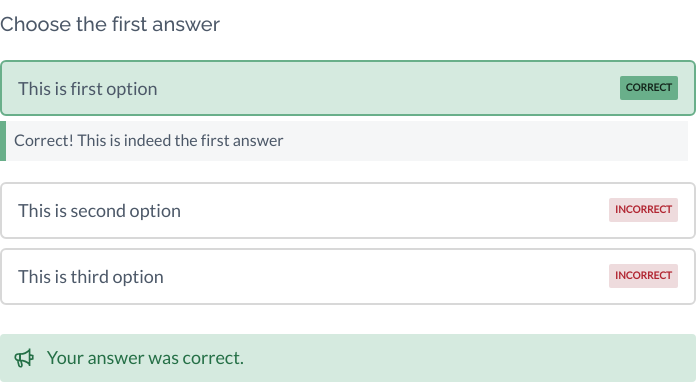 Choose the first answer
This is first option CORRECT
Correct! This is indeed the first answer
This is second option INCORRECT
This is third option INCORRECT
Your answer was correct.